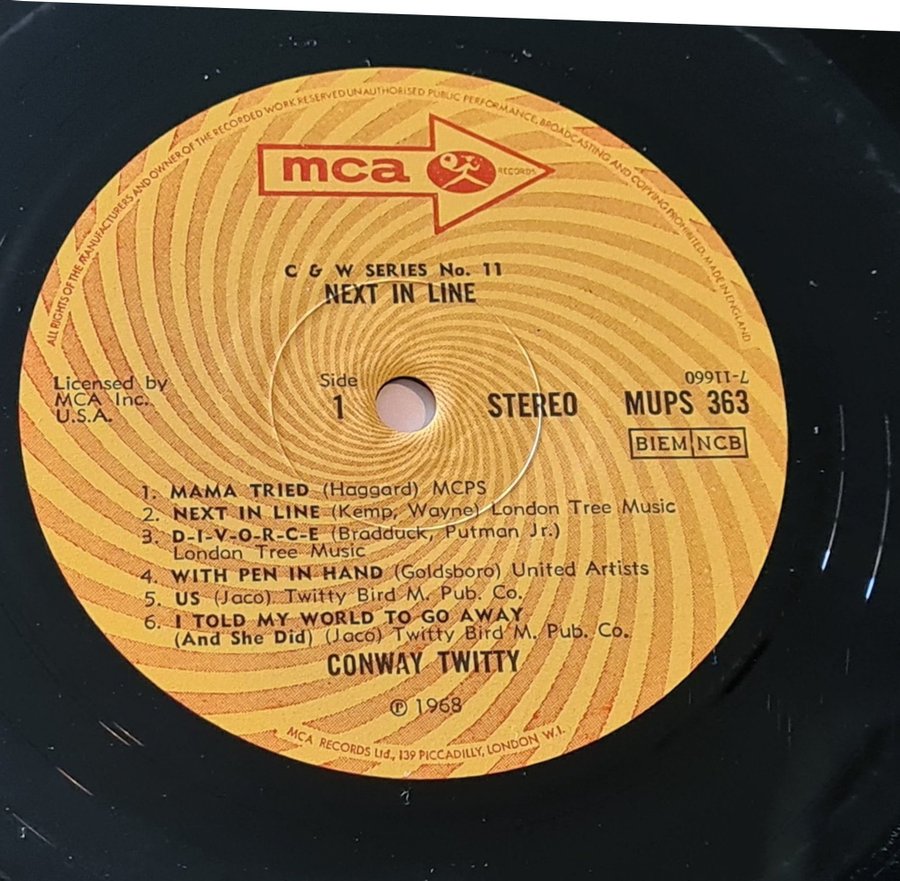 ALL RIGHTS OF THE MANUFACTURERS AND OWNER OF THE RECORDED WORK RESERVED UNAUTHORISED PUBLIC PERFORMANCE, BROADCASTING AND COPYING PROHIBITED. MADE IN ENGLAND
mca RECORDS
C & W SERIES No. 11
NEXT IN LINE
Licensed by
MCA Inc.
U.S.A.
Side
1
STEREO
7-11660
MUPS 363
BIEM NCB
1. MAMA TRIED (Haggard) MCPS
2. NEXT IN LINE (Kemp, Wayne) London Tree Music
3. D-I-V-O-R-C-E (Bradduck, Putman Jr.)
London Tree Music
4. WITH PEN IN HAND (Goldsboro) United Artists
5. US (Jaco) Twitty Bird M. Pub. Co.
6. I TOLD MY WORLD TO GO AWAY
(And She Did) (Jaco) Twitty Bird M. Pub. Co.
CONWAY TWITTY
℗ 1968
MCA RECORDS Ltd., 139 PICCADILLY, LONDON W.1.